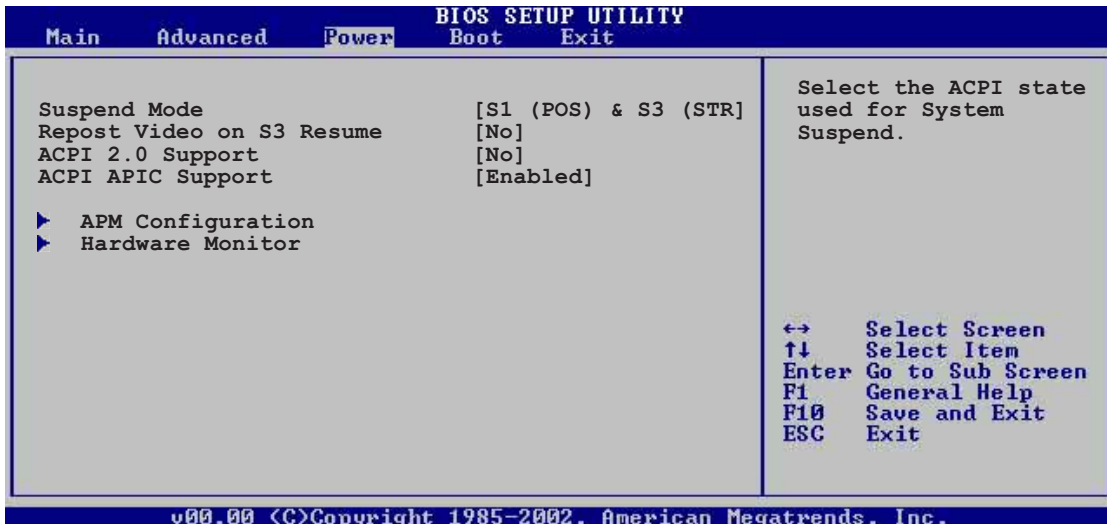 BIOS SETUP UTILITY
Main Advanced Power Boot Exit
Suspend Mode [S1 (POS) & S3 (STR]
Repost Video on S3 Resume [No]
ACPI 2.0 Support [No]
ACPI APIC Support [Enabled]
APM Configuration
Hardware Monitor
Select the ACPI state
used for System
Suspend.
←→ Select Screen
↑↓ Select Item
Enter Go to Sub Screen
F1 General Help
F10 Save and Exit
ESC Exit
v00.00 (C)Copyright 1985-2002, American Megatrends, Inc.